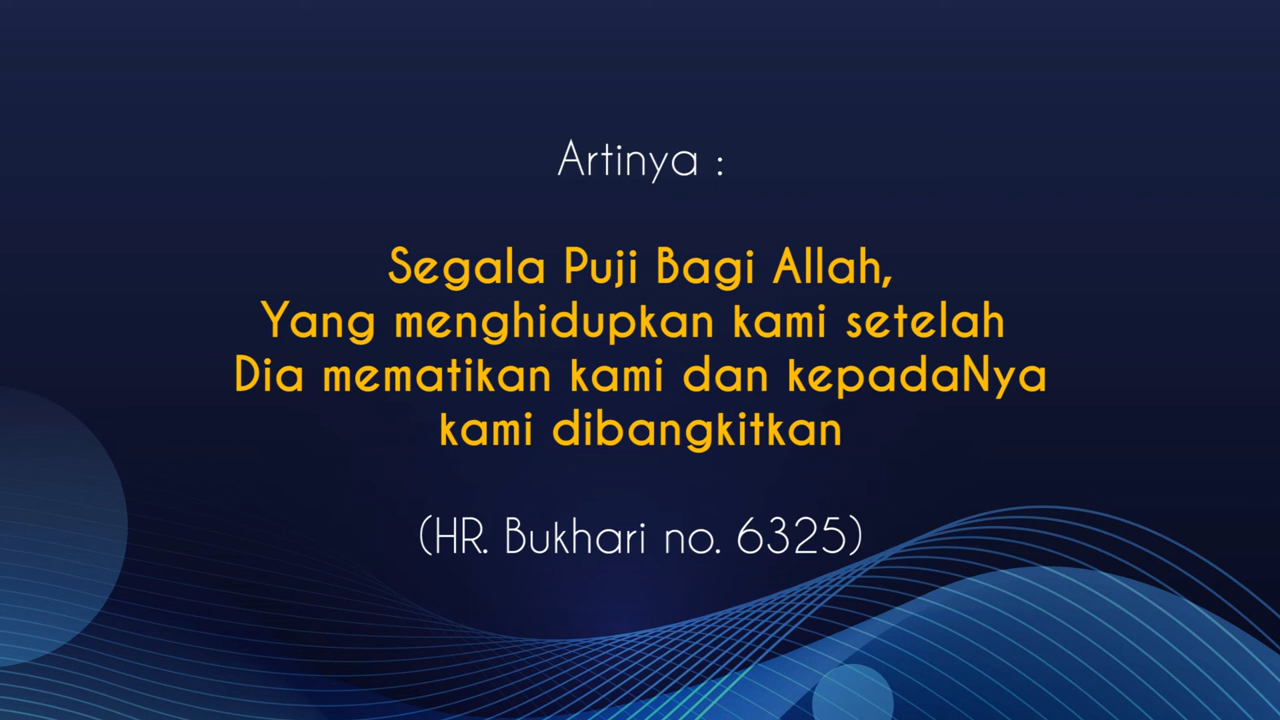 Artinya :
Segala Puji Bagi Allah,
Yang menghidupkan kami setelah
Dia mematikan kami dan kepadaNya
kami dibangkitkan
(HR. Bukhari no. 6325)